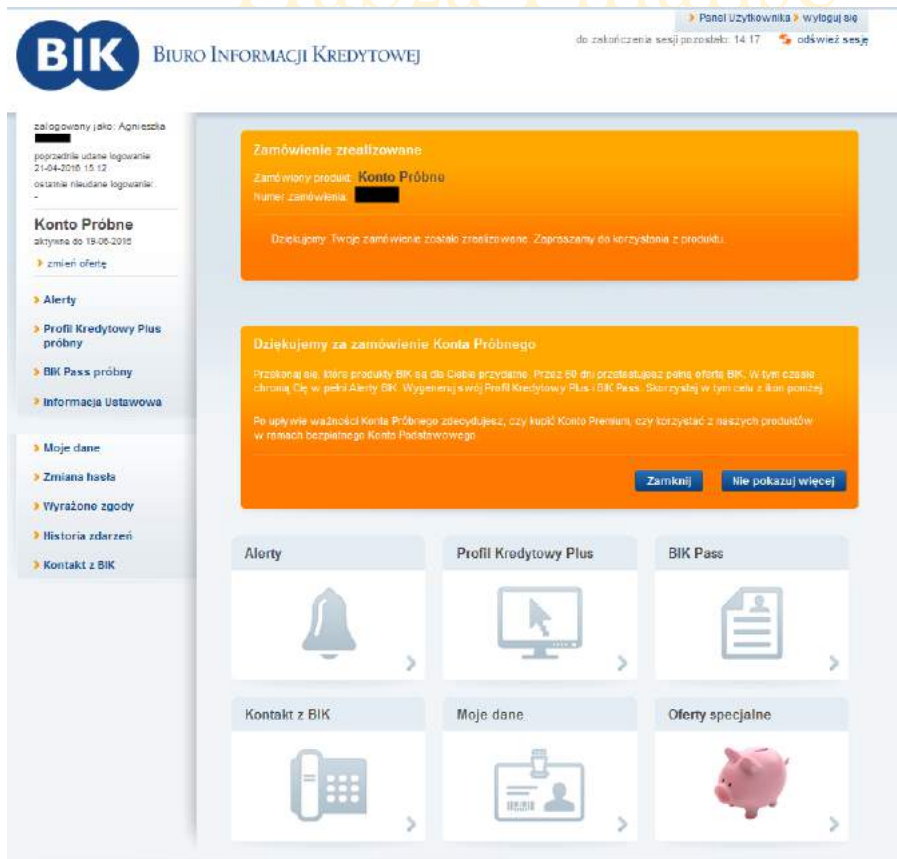 Panel Użytkownika wyloguj się
do zakończenia sesji pozostało: 14:17 odśwież sesję
BIK
BIURO INFORMACJI KREDYTOWEJ
zalogowany jako: Agnieszka
poprzednie udane logowanie
21-04-2016 15:12
ostatnie nieudane logowanie:
-
Konto Próbne
aktywne do 19-06-2016
zmień ofertę
Alerty
Profil Kredytowy Plus
próbny
BIK Pass próbny
Informacja Ustawowa
Moje dane
Zmiana hasła
Wyrażone zgody
Historia zdarzeń
Kontakt z BIK
Zamówienie zrealizowane
Zamówiony produkt: Konto Próbne
Numer zamówienia:
Dziękujemy. Twoje zamówienie zostało zrealizowane. Zapraszamy do korzystania z produktu.
Dziękujemy za zamówienie Konta Próbnego
Przekonaj się, które produkty BIK są dla Ciebie przydatne. Przez 60 dni przetestujesz pełną ofertę BIK. W tym czasie
chronią Cię w pełni Alerty BIK. Wygeneruj swój Profil Kredytowy Plus i BIK Pass. Skorzystaj w tym celu z ikon poniżej.
Po upływie ważności Konta Próbnego zdecydujesz, czy kupić Konto Premium, czy korzystać z naszych produktów
w ramach bezpłatnego Konta Podstawowego.
Zamknij Nie pokazuj więcej
Alerty Profil Kredytowy Plus BIK Pass
Kontakt z BIK Moje dane Oferty specjalne